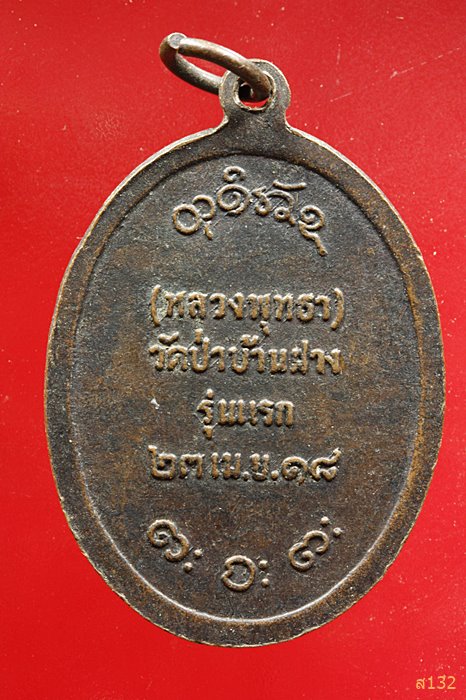 (หลวงพุทธา)
วัดป่าบ้านฝาง
รุ่นแรก
๒๓ เม.ย.๑๘
ส132